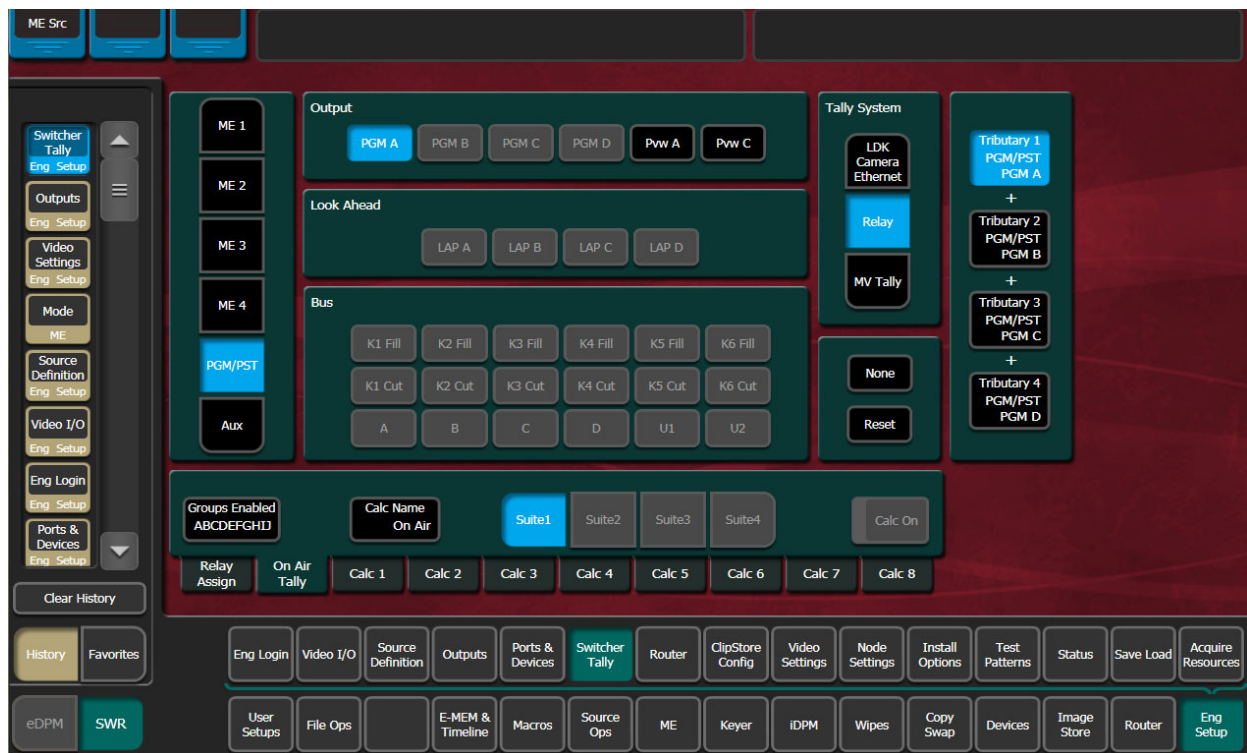 ME Src
Switcher
Tally
Eng Setup
Outputs
Eng Setup
Video
Settings
Eng Setup
Mode
ME
Source
Definition
Eng Setup
Video I/O
Eng Setup
Eng Login
Eng Setup
Ports &
Devices
Eng Setup
Clear History
History
Favorites
eDPM
SWR
ME 1
ME 2
ME 3
ME 4
PGM/PST
Aux
Output
PGM A
PGM B
PGM C
PGM D
Pvw A
Pvw C
Look Ahead
LAP A
LAP B
LAP C
LAP D
Bus
K1 Fill
K2 Fill
K3 Fill
K4 Fill
K5 Fill
K6 Fill
K1 Cut
K2 Cut
K3 Cut
K4 Cut
K5 Cut
K6 Cut
A
B
C
D
U1
U2
Tally System
LDK
Camera
Ethernet
Relay
MV Tally
None
Reset
Tributary 1
PGM/PST
PGM A
+
Tributary 2
PGM/PST
PGM B
+
Tributary 3
PGM/PST
PGM C
+
Tributary 4
PGM/PST
PGM D
Groups Enabled
ABCDEFGHIJ
Calc Name
On Air
Suite1
Suite2
Suite3
Suite4
Calc On
Relay
Assign
On Air
Tally
Calc 1
Calc 2
Calc 3
Calc 4
Calc 5
Calc 6
Calc 7
Calc 8
Eng Login
Video I/O
Source
Definition
Outputs
Ports &
Devices
Switcher
Tally
Router
ClipStore
Config
Video
Settings
Node
Settings
Install
Options
Test
Patterns
Status
Save Load
Acquire
Resources
User
Setups
File Ops
E-MEM &
Timeline
Macros
Source
Ops
ME
Keyer
iDPM
Wipes
Copy
Swap
Devices
Image
Store
Router
Eng
Setup